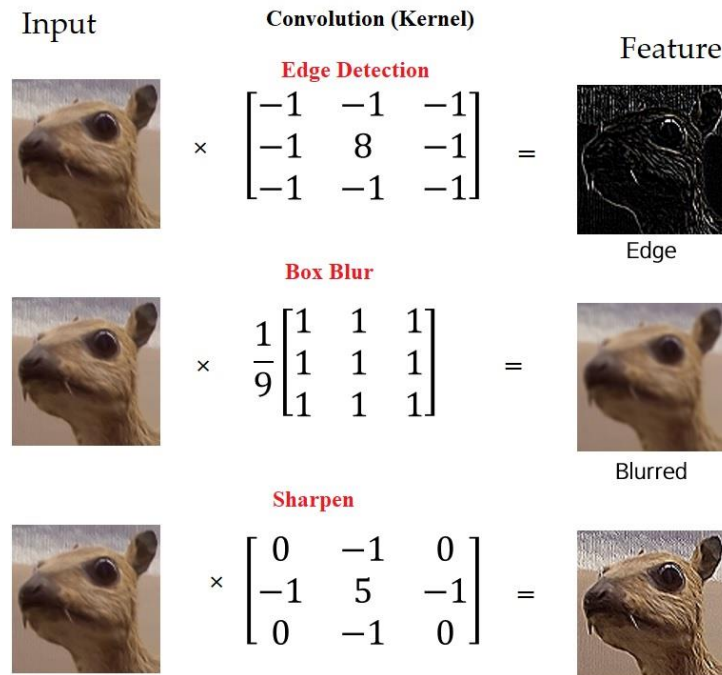 Input
Convolution (Kernel)
Feature
Edge Detection
−1 −1 −1
× −1 8 −1 =
−1 −1 −1
Edge
Box Blur
1 1 1 1
× — 1 1 1 =
9 1 1 1
Blurred
Sharpen
0 −1 0
× −1 5 −1 =
0 −1 0